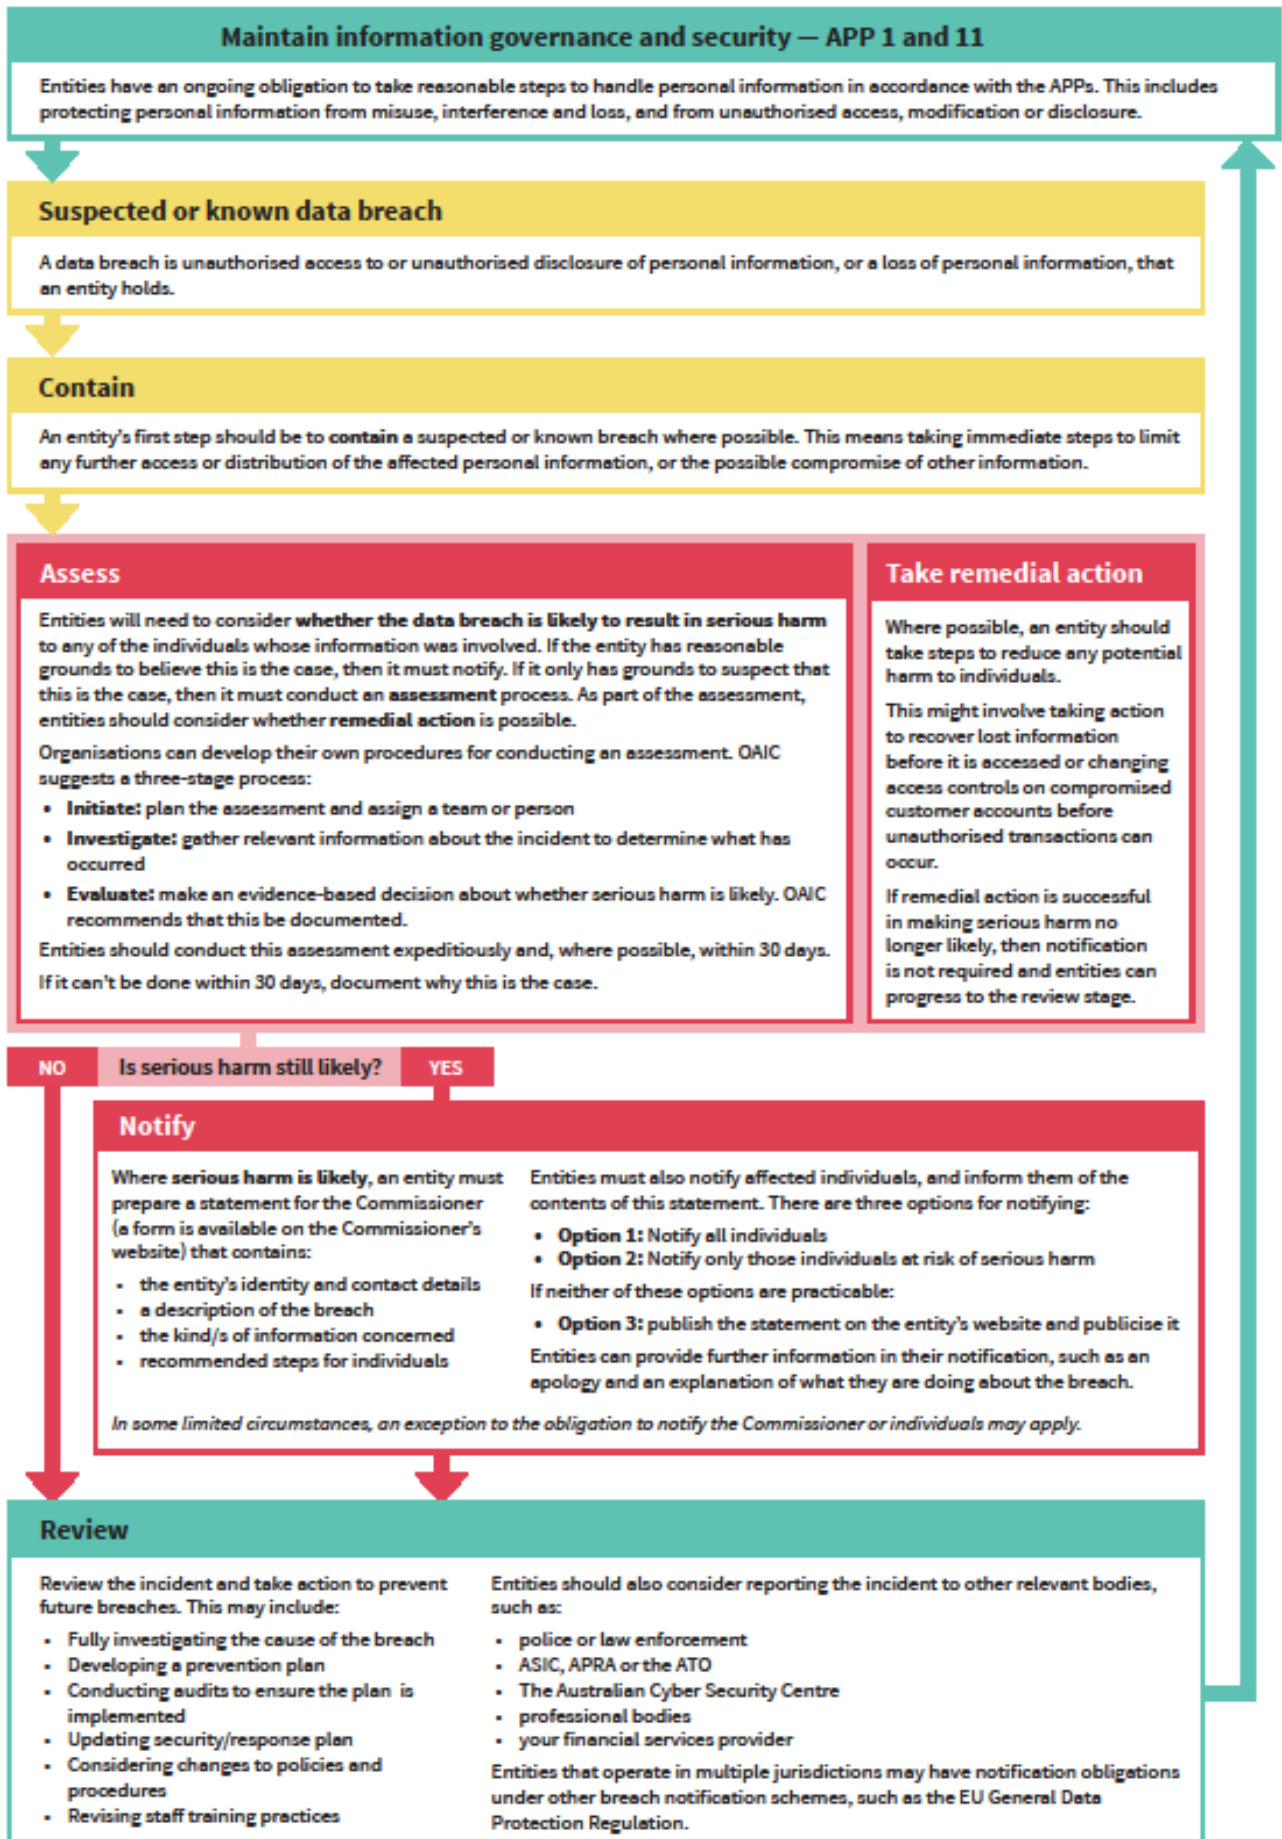 Maintain information governance and security — APP 1 and 11
Entities have an ongoing obligation to take reasonable steps to handle personal information in accordance with the APPs. This includes
protecting personal information from misuse, interference and loss, and from unauthorised access, modification or disclosure.
Suspected or known data breach
A data breach is unauthorised access to or unauthorised disclosure of personal information, or a loss of personal information, that
an entity holds.
Contain
An entity's first step should be to contain a suspected or known breach where possible. This means taking immediate steps to limit
any further access or distribution of the affected personal information, or the possible compromise of other information.
Assess
Entities will need to consider whether the data breach is likely to result in serious harm
to any of the individuals whose information was involved. If the entity has reasonable
grounds to believe this is the case, then it must notify. If it only has grounds to suspect that
this is the case, then it must conduct an assessment process. As part of the assessment,
entities should consider whether remedial action is possible.
Organisations can develop their own procedures for conducting an assessment. OAIC
suggests a three-stage process:
• Initiate: plan the assessment and assign a team or person
• Investigate: gather relevant information about the incident to determine what has
occurred
• Evaluate: make an evidence-based decision about whether serious harm is likely. OAIC
recommends that this be documented.
Entities should conduct this assessment expeditiously and, where possible, within 30 days.
If it can't be done within 30 days, document why this is the case.
Take remedial action
Where possible, an entity should
take steps to reduce any potential
harm to individuals.
This might involve taking action
to recover lost information
before it is accessed or changing
access controls on compromised
customer accounts before
unauthorised transactions can
occur.
If remedial action is successful
in making serious harm no
longer likely, then notification
is not required and entities can
progress to the review stage.
NO
Is serious harm still likely?
YES
Notify
Where serious harm is likely, an entity must
prepare a statement for the Commissioner
(a form is available on the Commissioner's
website) that contains:
• the entity's identity and contact details
• a description of the breach
• the kind/s of information concerned
• recommended steps for individuals
Entities must also notify affected individuals, and inform them of the
contents of this statement. There are three options for notifying:
• Option 1: Notify all individuals
• Option 2: Notify only those individuals at risk of serious harm
If neither of these options are practicable:
• Option 3: publish the statement on the entity's website and publicise it
Entities can provide further information in their notification, such as an
apology and an explanation of what they are doing about the breach.
In some limited circumstances, an exception to the obligation to notify the Commissioner or individuals may apply.
Review
Review the incident and take action to prevent
future breaches. This may include:
• Fully investigating the cause of the breach
• Developing a prevention plan
• Conducting audits to ensure the plan is
implemented
• Updating security/response plan
• Considering changes to policies and
procedures
• Revising staff training practices
Entities should also consider reporting the incident to other relevant bodies,
such as:
• police or law enforcement
• ASIC, APRA or the ATO
• The Australian Cyber Security Centre
• professional bodies
• your financial services provider
Entities that operate in multiple jurisdictions may have notification obligations
under other breach notification schemes, such as the EU General Data
Protection Regulation.